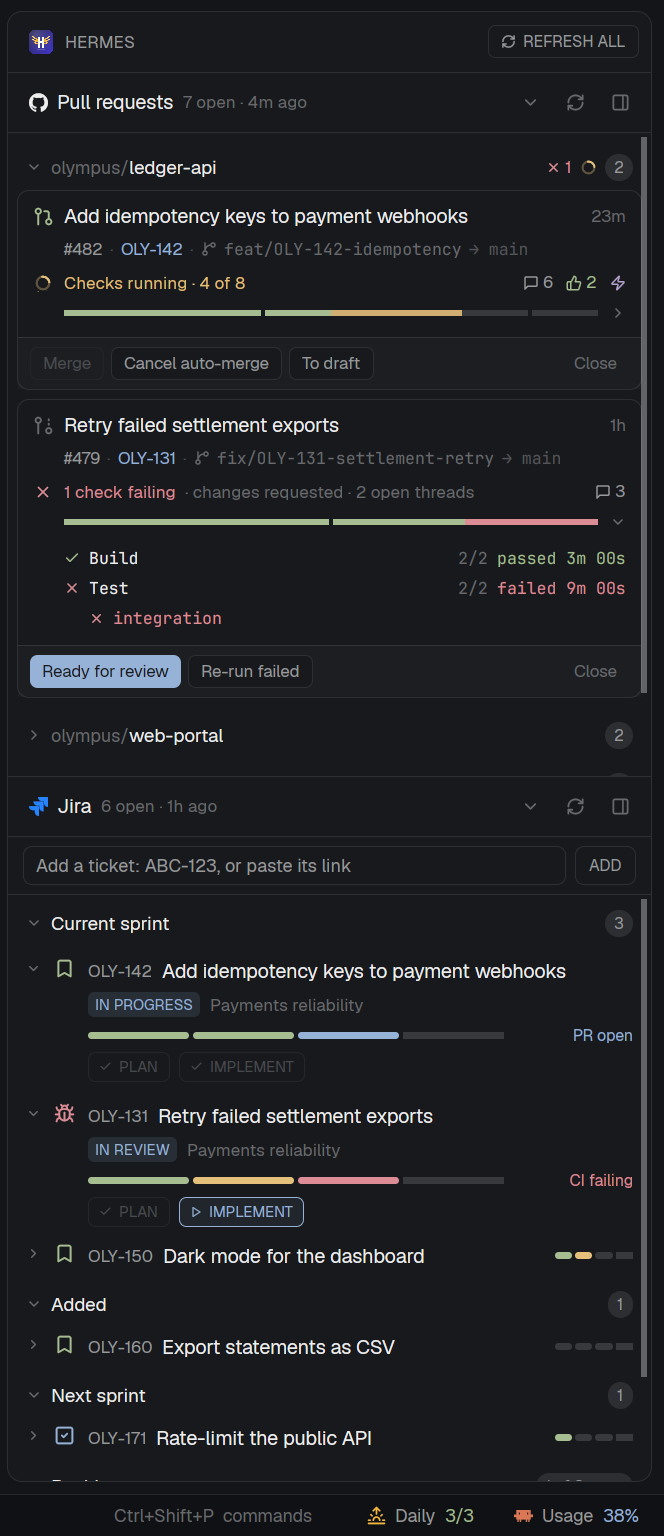 HERMES REFRESH ALL
Pull requests 7 open · 4m ago
olympus/ledger-api 1 2
Add idempotency keys to payment webhooks 23m
#482 · OLY-142 · feat/OLY-142-idempotency → main
Checks running · 4 of 8 6 2
Merge Cancel auto-merge To draft Close
Retry failed settlement exports 1h
#479 · OLY-131 · fix/OLY-131-settlement-retry → main
1 check failing · changes requested · 2 open threads 3
Build 2/2 passed 3m 00s
Test 2/2 failed 9m 00s
integration
Ready for review Re-run failed Close
olympus/web-portal 2
Jira 6 open · 1h ago
Add a ticket: ABC-123, or paste its link ADD
Current sprint 3
OLY-142 Add idempotency keys to payment webhooks
IN PROGRESS Payments reliability
PR open
PLAN IMPLEMENT
OLY-131 Retry failed settlement exports
IN REVIEW Payments reliability
CI failing
PLAN IMPLEMENT
OLY-150 Dark mode for the dashboard
Added 1
OLY-160 Export statements as CSV
Next sprint 1
OLY-171 Rate-limit the public API
Ctrl+Shift+P commands Daily 3/3 Usage 38%